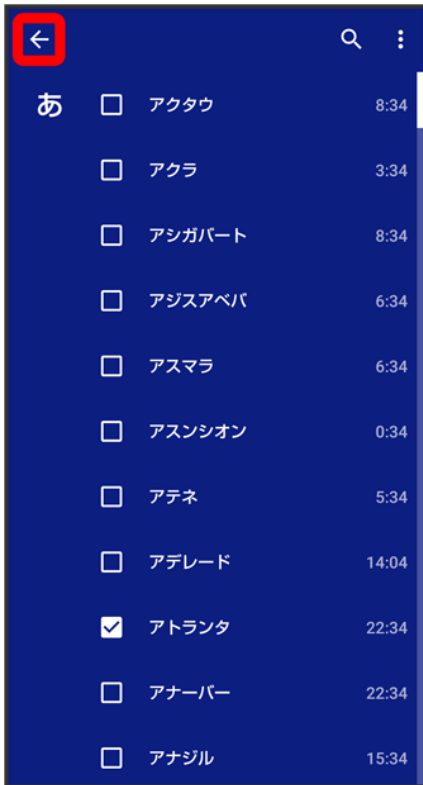 あ アクタウ 8:34
アクラ 3:34
アシガバート 8:34
アジスアベバ 6:34
アスマラ 6:34
アスンシオン 0:34
アテネ 5:34
アデレード 14:04
アトランタ 22:34
アナーバー 22:34
アナジル 15:34